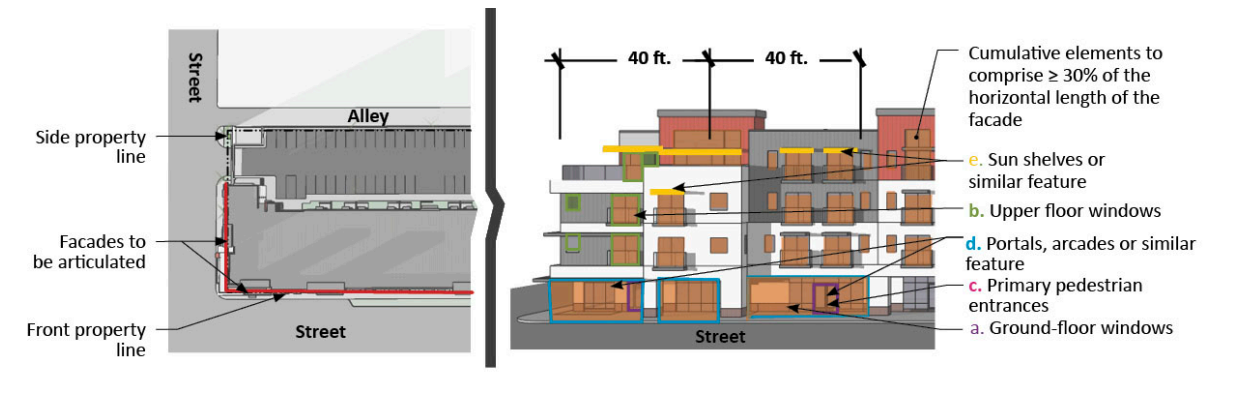 Street
Alley
Side property
line
Facades to
be articulated
Front property
line
Street
40 ft.
40 ft.
Cumulative elements to
comprise ≥ 30% of the
horizontal length of the
facade
e. Sun shelves or
similar feature
b. Upper floor windows
d. Portals, arcades or similar
feature
c. Primary pedestrian
entrances
a. Ground-floor windows
Street